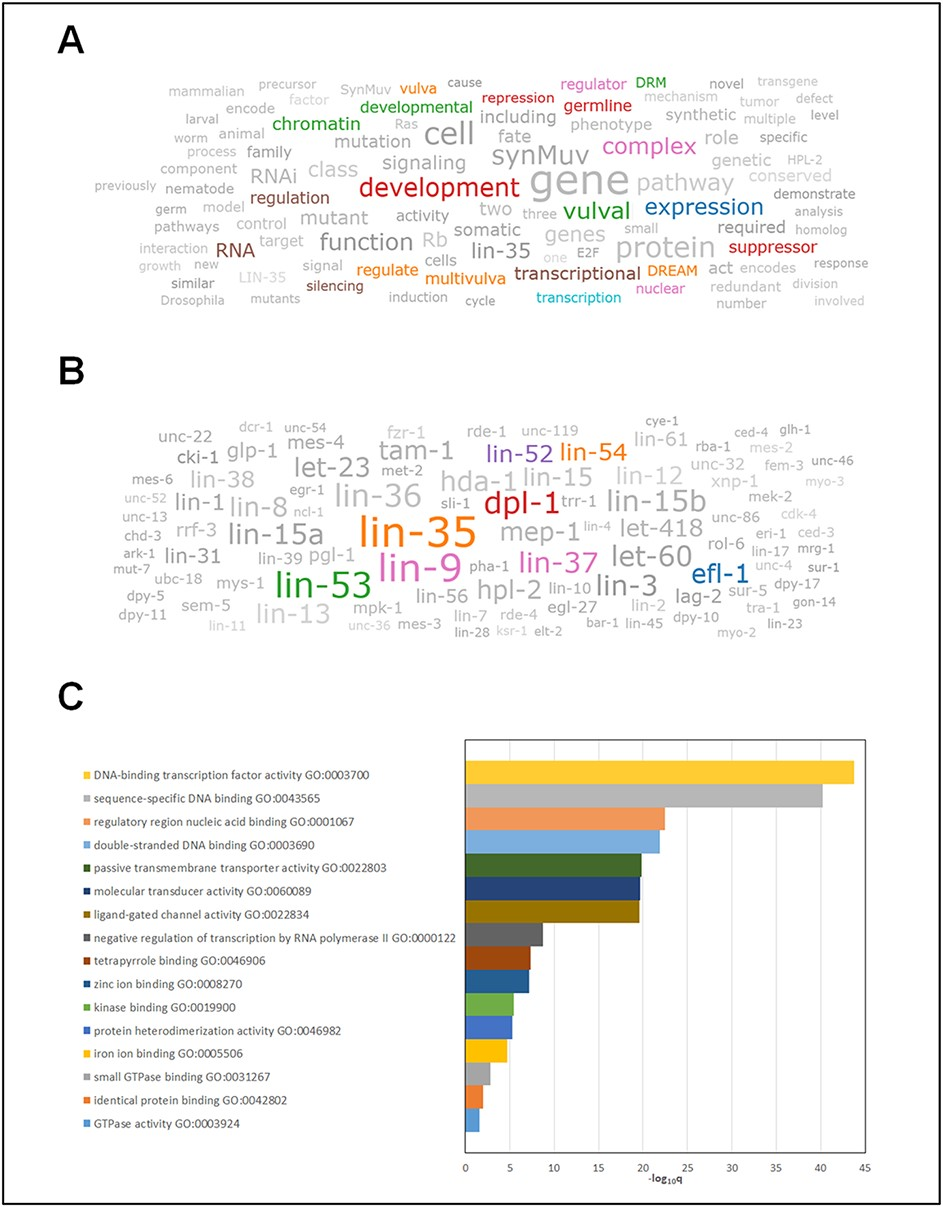 A
mammalian precursor SynMuv vulva cause regulator DRM novel transgene
encode factor developmental repression germline mechanism tumor defect
larval chromatin Ras cell including phenotype synthetic multiple level
worm animal mutation fate role specific
process family signaling synMuv complex genetic HPL-2
component RNAi class gene pathway conserved
previously nematode regulation development demonstrate
germ model mutant activity two three vulval expression analysis
pathways control somatic small required homolog
interaction RNA target function Rb cells lin-35 one genes E2F protein suppressor
growth new LIN-35 signal regulate multivulva transcriptional DREAM act encodes response
similar silencing nuclear redundant division
Drosophila mutants induction cycle transcription number involved
B
unc-22 dcr-1 unc-54 fzr-1 rde-1 unc-119 cye-1 ced-4 glh-1
cki-1 glp-1 mes-4 tam-1 lin-52 lin-54 lin-61 rba-1 mes-2
mes-6 lin-38 let-23 met-2 hda-1 lin-15 lin-12 unc-32 xnp-1 fem-3 unc-46 myo-3
unc-52 lin-1 lin-8 egr-1 ncl-1 lin-36 sli-1 dpl-1 trr-1 lin-15b mek-2
unc-13 unc-86 cdk-4
chd-3 rrf-3 lin-15a lin-35 mep-1 lin-4 let-418 eri-1 ced-3
ark-1 lin-31 lin-39 pgl-1 lin-9 pha-1 lin-37 let-60 rol-6 lin-17 mrg-1
mut-7 ubc-18 mys-1 lin-53 efl-1 unc-4 sur-1
dpy-5 lin-56 hpl-2 lin-10 lin-3 lag-2 sur-5 dpy-17
dpy-11 sem-5 lin-13 mpk-1 egl-27 lin-2 tra-1 gon-14
lin-11 unc-36 mes-3 lin-7 rde-4 bar-1 lin-45 dpy-10 lin-23
lin-28 ksr-1 elt-2 myo-2
C
DNA-binding transcription factor activity GO:0003700
sequence-specific DNA binding GO:0043565
regulatory region nucleic acid binding GO:0001067
double-stranded DNA binding GO:0003690
passive transmembrane transporter activity GO:0022803
molecular transducer activity GO:0060089
ligand-gated channel activity GO:0022834
negative regulation of transcription by RNA polymerase II GO:0000122
tetrapyrrole binding GO:0046906
zinc ion binding GO:0008270
kinase binding GO:0019900
protein heterodimerization activity GO:0046982
iron ion binding GO:0005506
small GTPase binding GO:0031267
identical protein binding GO:0042802
GTPase activity GO:0003924
0 5 10 15 20 25 30 35 40 45
-log₁₀q